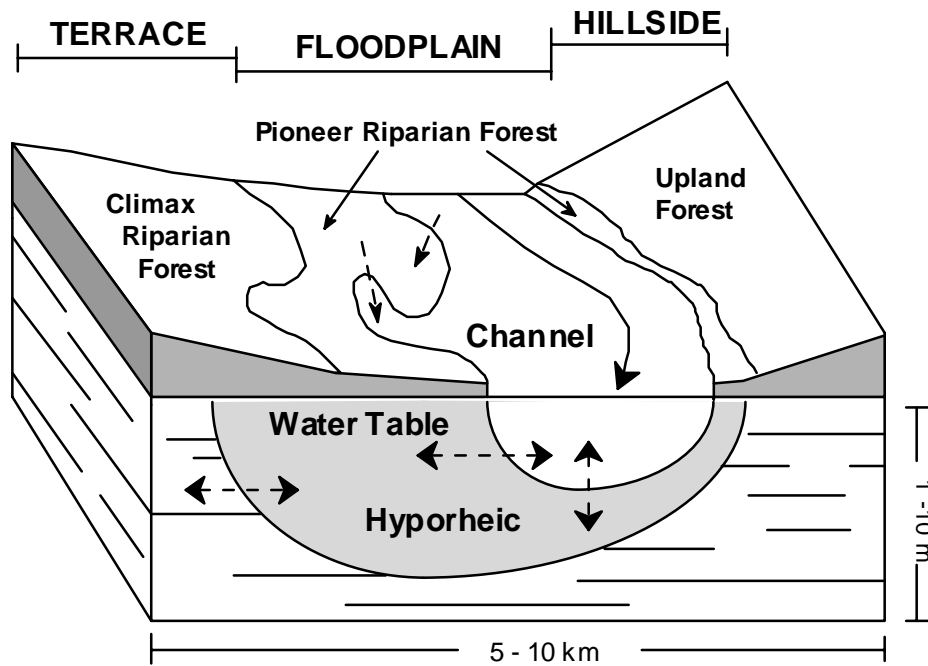 TERRACE
FLOODPLAIN
HILLSIDE
Pioneer Riparian Forest
Climax
Riparian
Forest
Upland
Forest
Channel
Water Table
Hyporheic
1 -10 m
5 - 10 km